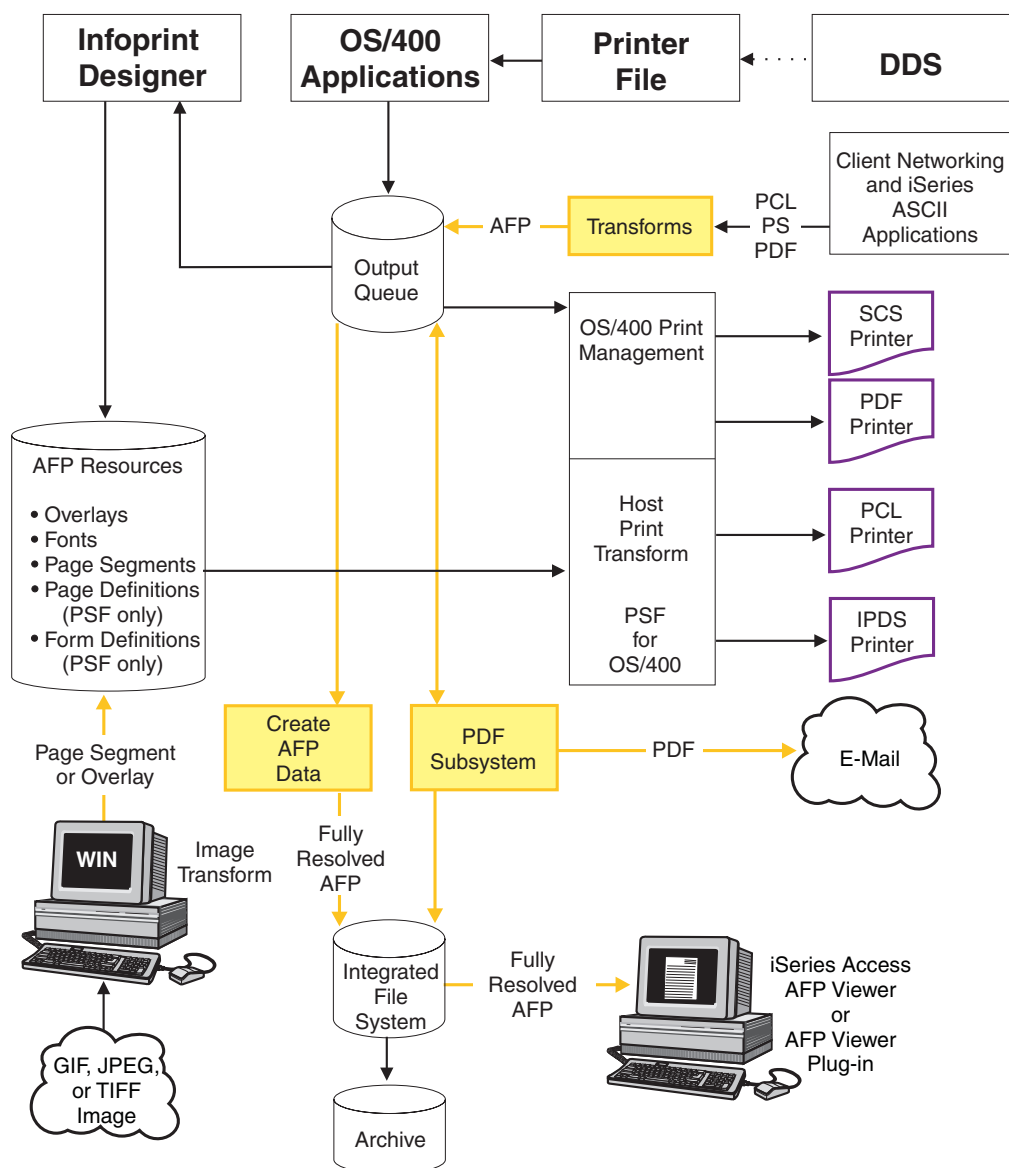 Infoprint
Designer
OS/400
Applications
Printer
File
DDS
Client Networking
and iSeries
ASCII
Applications
PCL
PS
PDF
Transforms
AFP
Output
Queue
OS/400 Print
Management
SCS
Printer
PDF
Printer
AFP Resources
• Overlays
• Fonts
• Page Segments
• Page Definitions
(PSF only)
• Form Definitions
(PSF only)
Host
Print
Transform
PSF
for
OS/400
PCL
Printer
IPDS
Printer
Page Segment
or Overlay
Create
AFP
Data
PDF
Subsystem
PDF
E-Mail
WIN
Image
Transform
Fully
Resolved
AFP
Integrated
File
System
Fully
Resolved
AFP
iSeries Access
AFP Viewer
or
AFP Viewer
Plug-in
GIF, JPEG,
or TIFF
Image
Archive